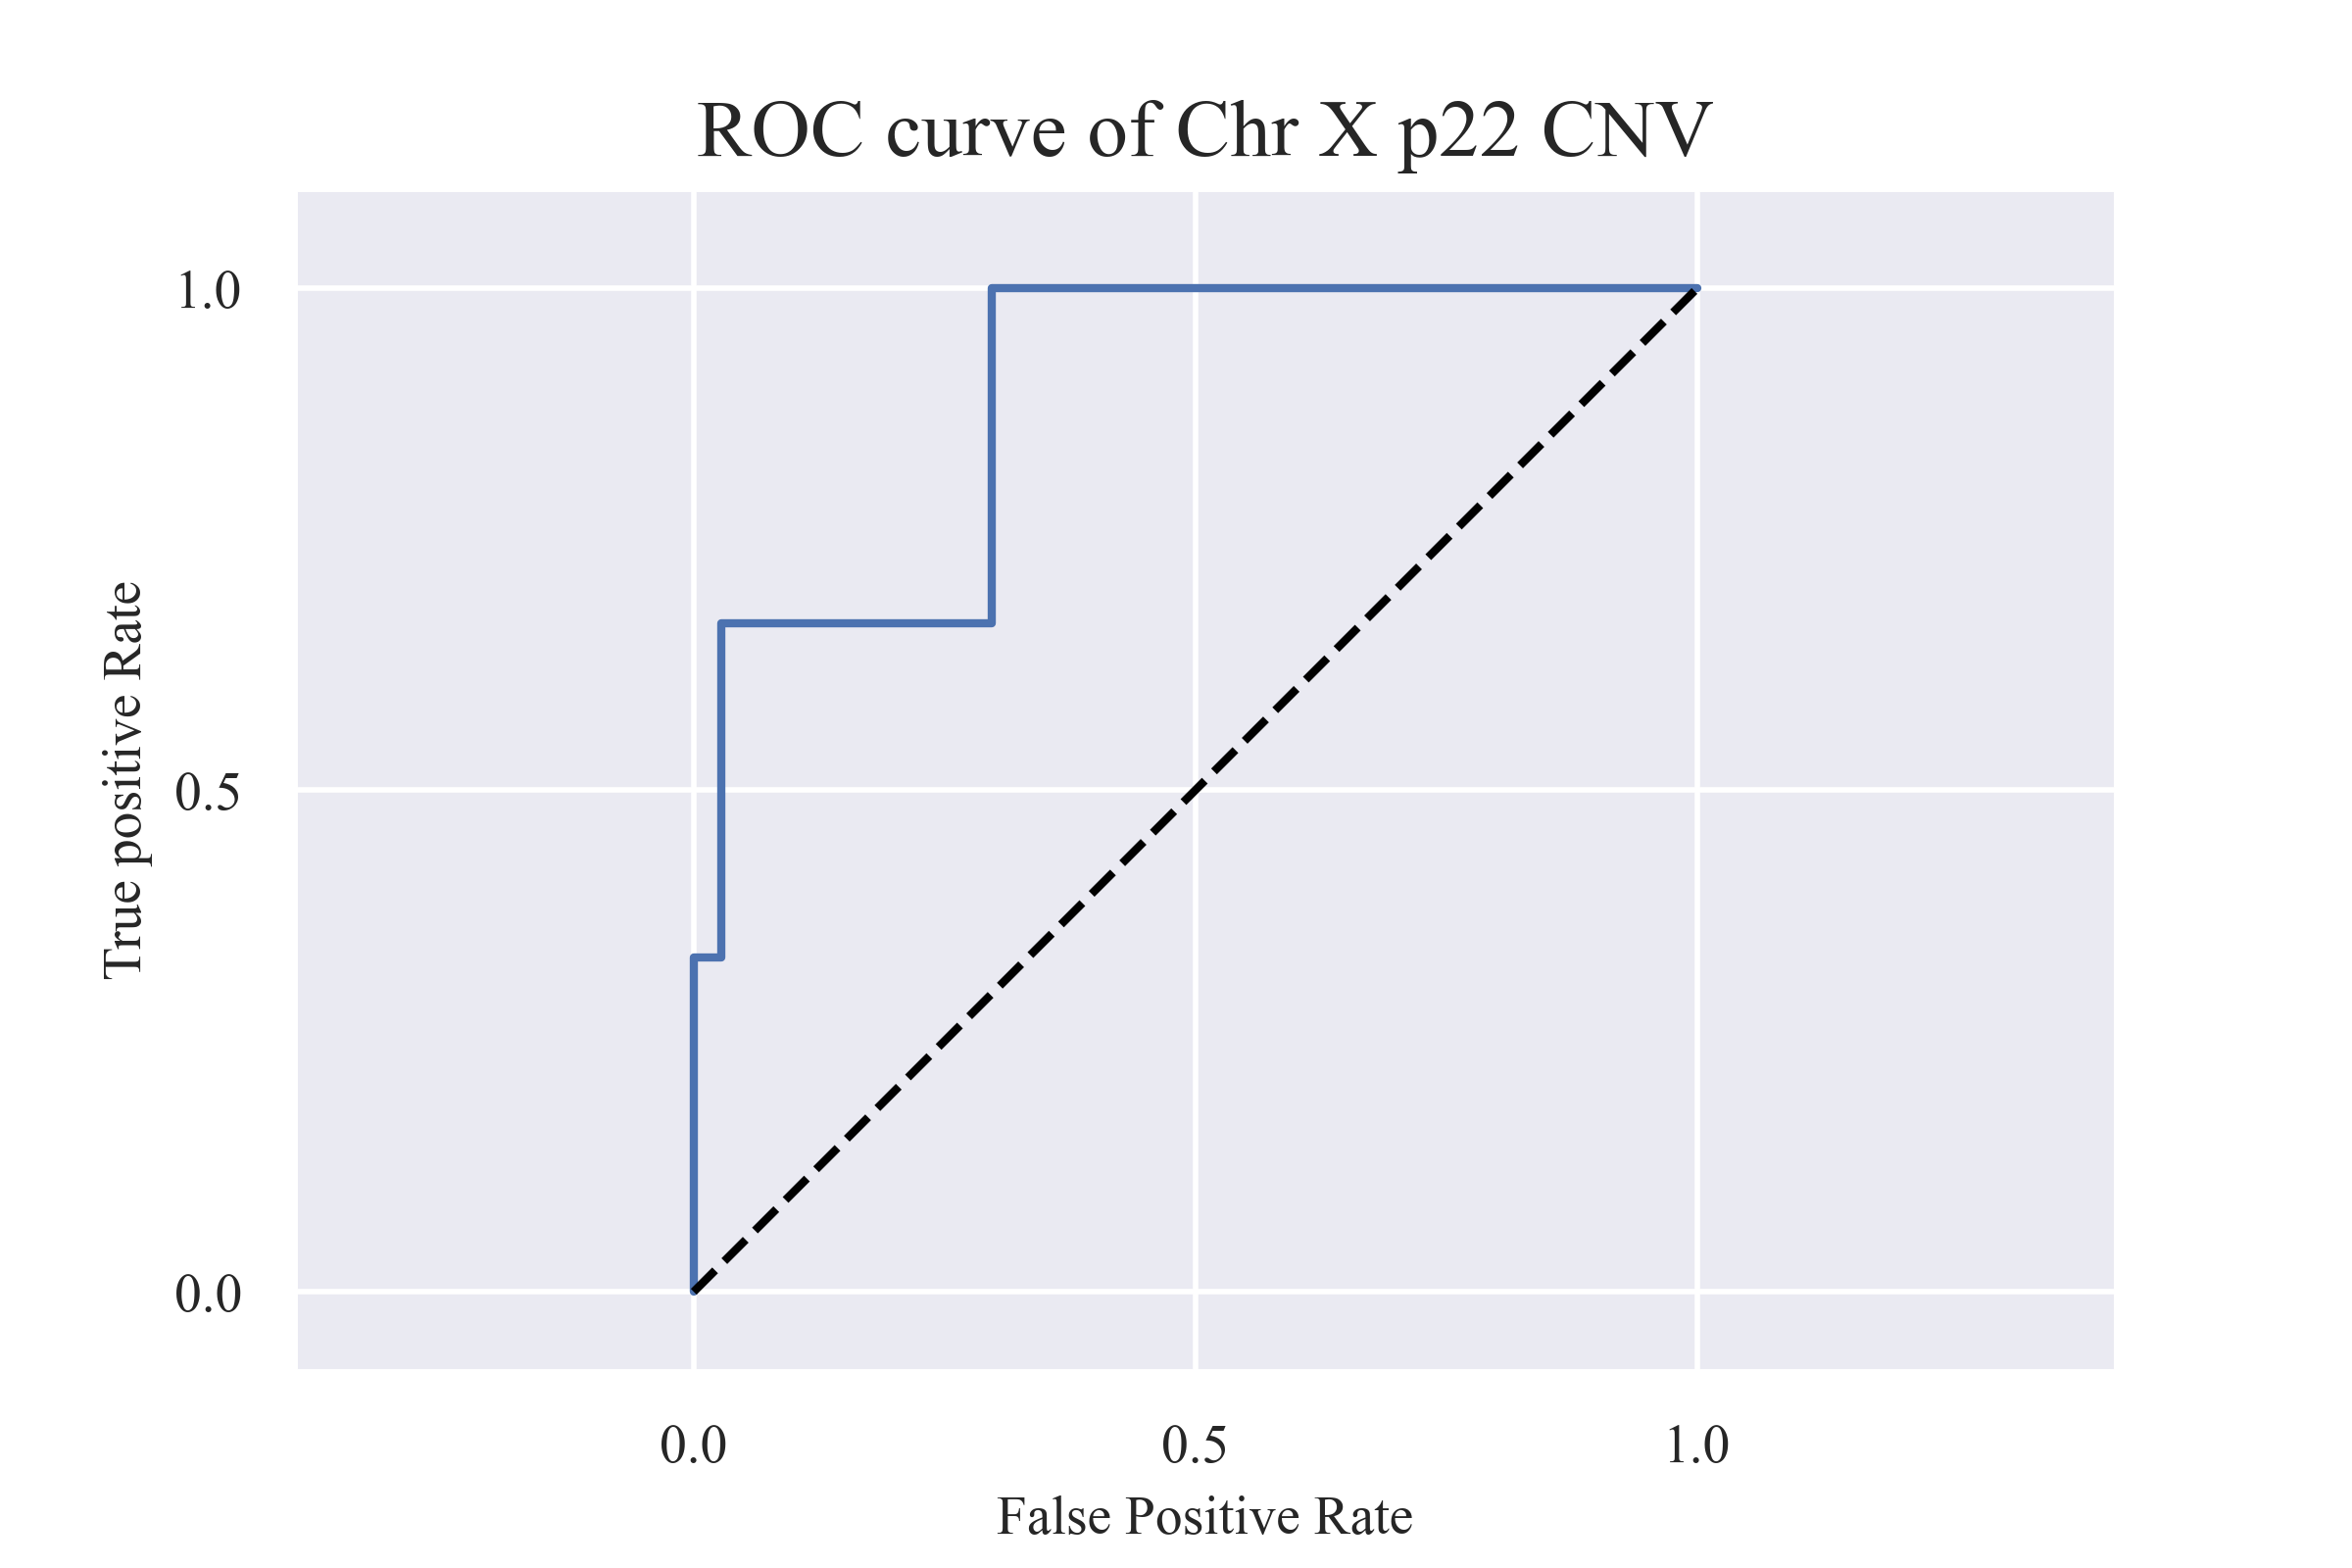 ROC curve of Chr X p22 CNV
True positive Rate
1.0
0.5
0.0
0.0 0.5 1.0
False Positive Rate